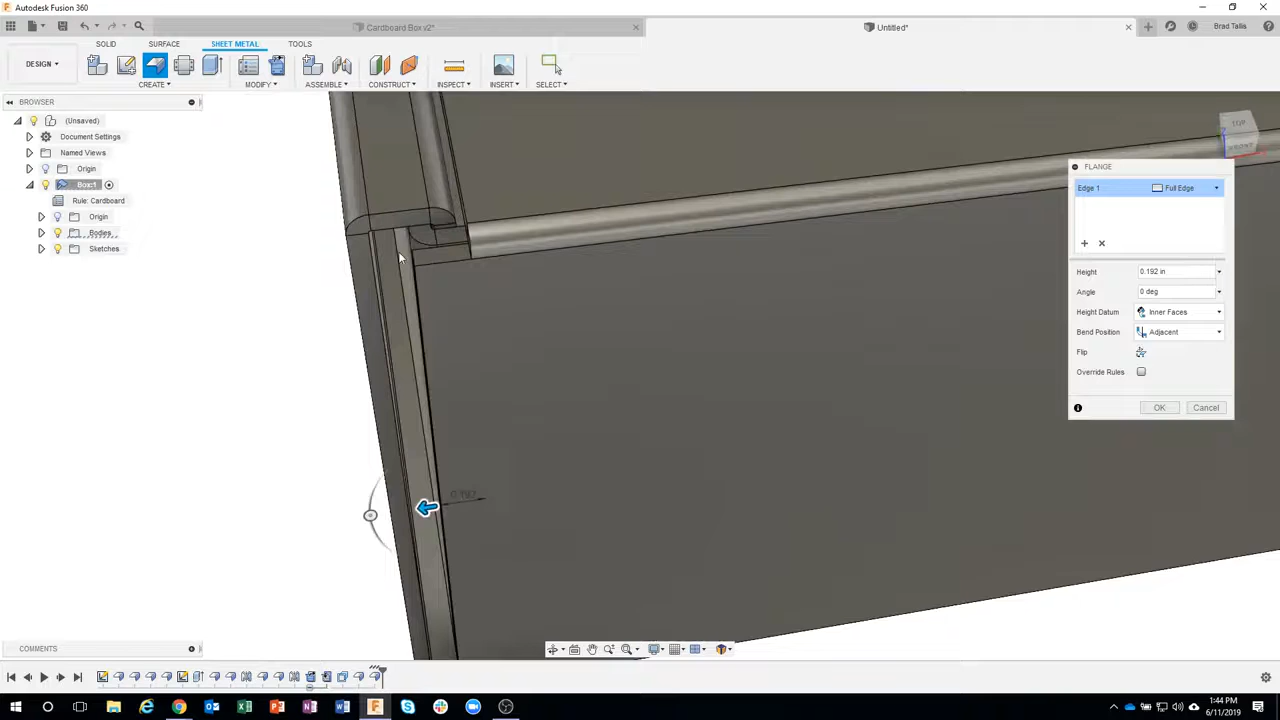 Autodesk Fusion 360
Cardboard Box v2*
Untitled*
Brad Tallis
SOLID SURFACE SHEET METAL TOOLS
DESIGN
CREATE MODIFY ASSEMBLE CONSTRUCT INSPECT INSERT SELECT
BROWSER
(Unsaved)
Document Settings
Named Views
Origin
Box:1
Rule: Cardboard
Origin
Bodies
Sketches
TOP
FRONT
FLANGE
Edge 1 Full Edge
Height 0.192 in
Angle 0 deg
Height Datum Inner Faces
Bend Position Adjacent
Flip
Override Rules
OK Cancel
COMMENTS
1:44 PM
6/11/2019